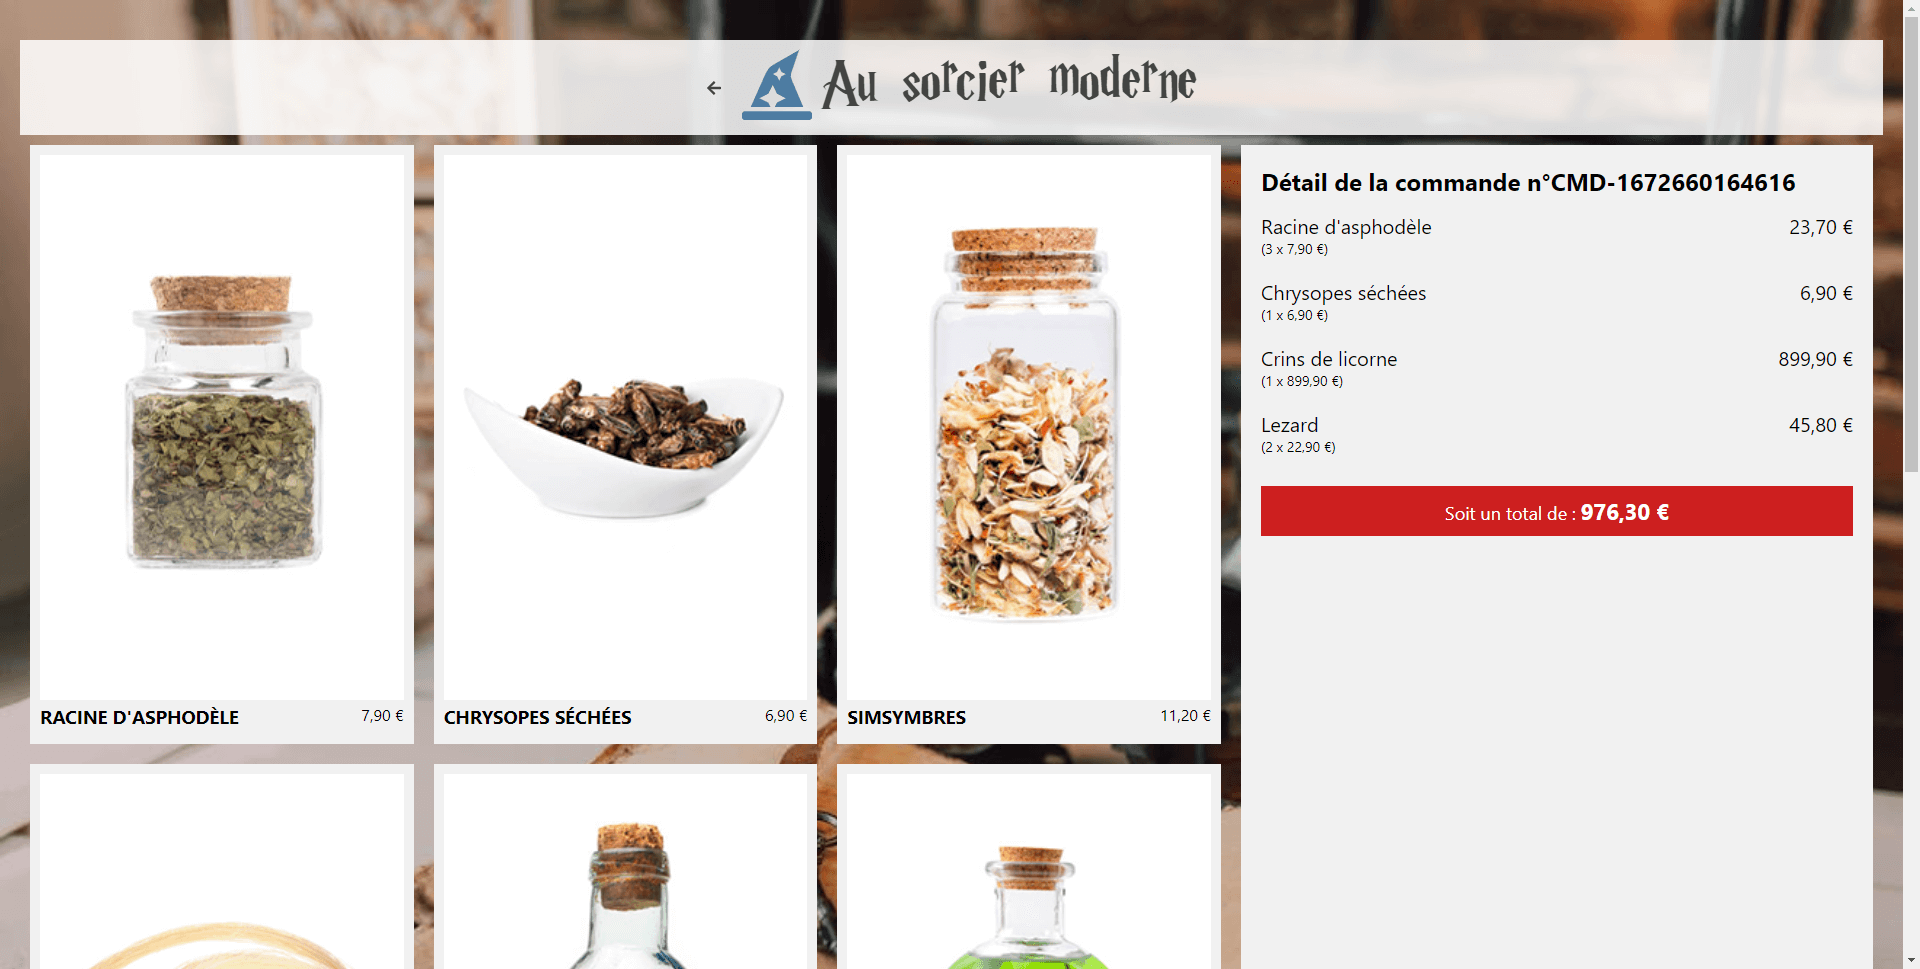 Au sorcier moderne
RACINE D'ASPHODÈLE
7,90 €
CHRYSOPES SÉCHÉES
6,90 €
SIMSYMBRES
11,20 €
Détail de la commande n°CMD-1672660164616
Racine d'asphodèle
23,70 €
(3 x 7,90 €)
Chrysopes séchées
6,90 €
(1 x 6,90 €)
Crins de licorne
899,90 €
(1 x 899,90 €)
Lezard
45,80 €
(2 x 22,90 €)
Soit un total de : 976,30 €